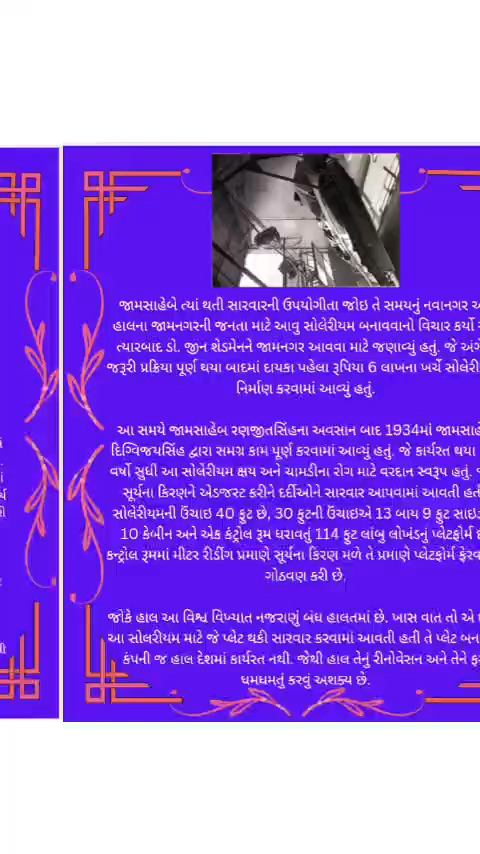 જામસાહેબે ત્યાં થતી સારવારની ઉપયોગીતા જોઇ તે સમયનું નવાનગર
હાલના જામનગરની જનતા માટે આવુ સોલેરીયમ બનાવવાનો વિચાર કર્યો
ત્યારબાદ ડો. જીન શેડમેનને જામનગર આવવા માટે જણાવ્યું હતું. જે અંગે
જરૂરી પ્રક્રિયા પૂર્ણ થયા બાદમાં દાયકા પહેલા રૂપિયા 6 લાખના ખર્ચે સોલેરી
નિર્માણ કરવામાં આવ્યું હતું.
આ સમયે જામસાહેબ રણજીતસિંહના અવસાન બાદ 1934માં જામસાહે
દિગ્વિજયસિંહ દ્વારા સમગ્ર કામ પૂર્ણ કરવામાં આવ્યું હતું. જે કાર્યરત થયા
વર્ષો સુધી આ સોલેરીયમ ક્ષય અને ચામડીના રોગ માટે વરદાન સ્વરૂપ હતું.
સૂર્યના કિરણને એડજસ્ટ કરીને દર્દીઓને સારવાર આપવામાં આવતી હતી
સોલેરીયમની ઉંચાઇ 40 ફુટ છે, 30 ફુટની ઉંચાઇએ 13 બાય 9 ફુટ સાઇઝ
10 કેબીન અને એક કંટ્રોલ રૂમ ધરાવતું 114 ફુટ લાંબુ લોખંડનું પ્લેટફોર્મ
કન્ટ્રોલ રૂમમાં મીટર રીડીંગ પ્રમાણે સૂર્યના કિરણ મળે તે પ્રમાણે પ્લેટફોર્મ ફેરવ
ગોઠવણ કરી છે.
જોકે હાલ આ વિશ્વ વિખ્યાત નજરાણું બંધ હાલતમાં છે. ખાસ વાત તો એ
આ સોલરીયમ માટે જે પ્લેટ થકી સારવાર કરવામાં આવતી હતી તે પ્લેટ બન
કંપની જ હાલ દેશમાં કાર્યરત નથી. જેથી હાલ તેનું રીનોવેસન અને તેને
ધમધમતું કરવું અશક્ય છે.